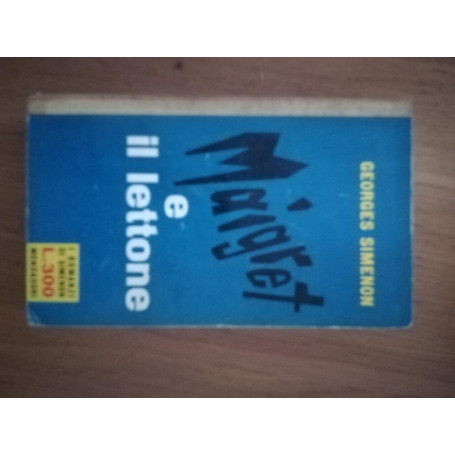 GEORGES SIMENON
Maigret
e
il lettone
I ROMANZI
DI SIMENON
L.300
MONDADORI